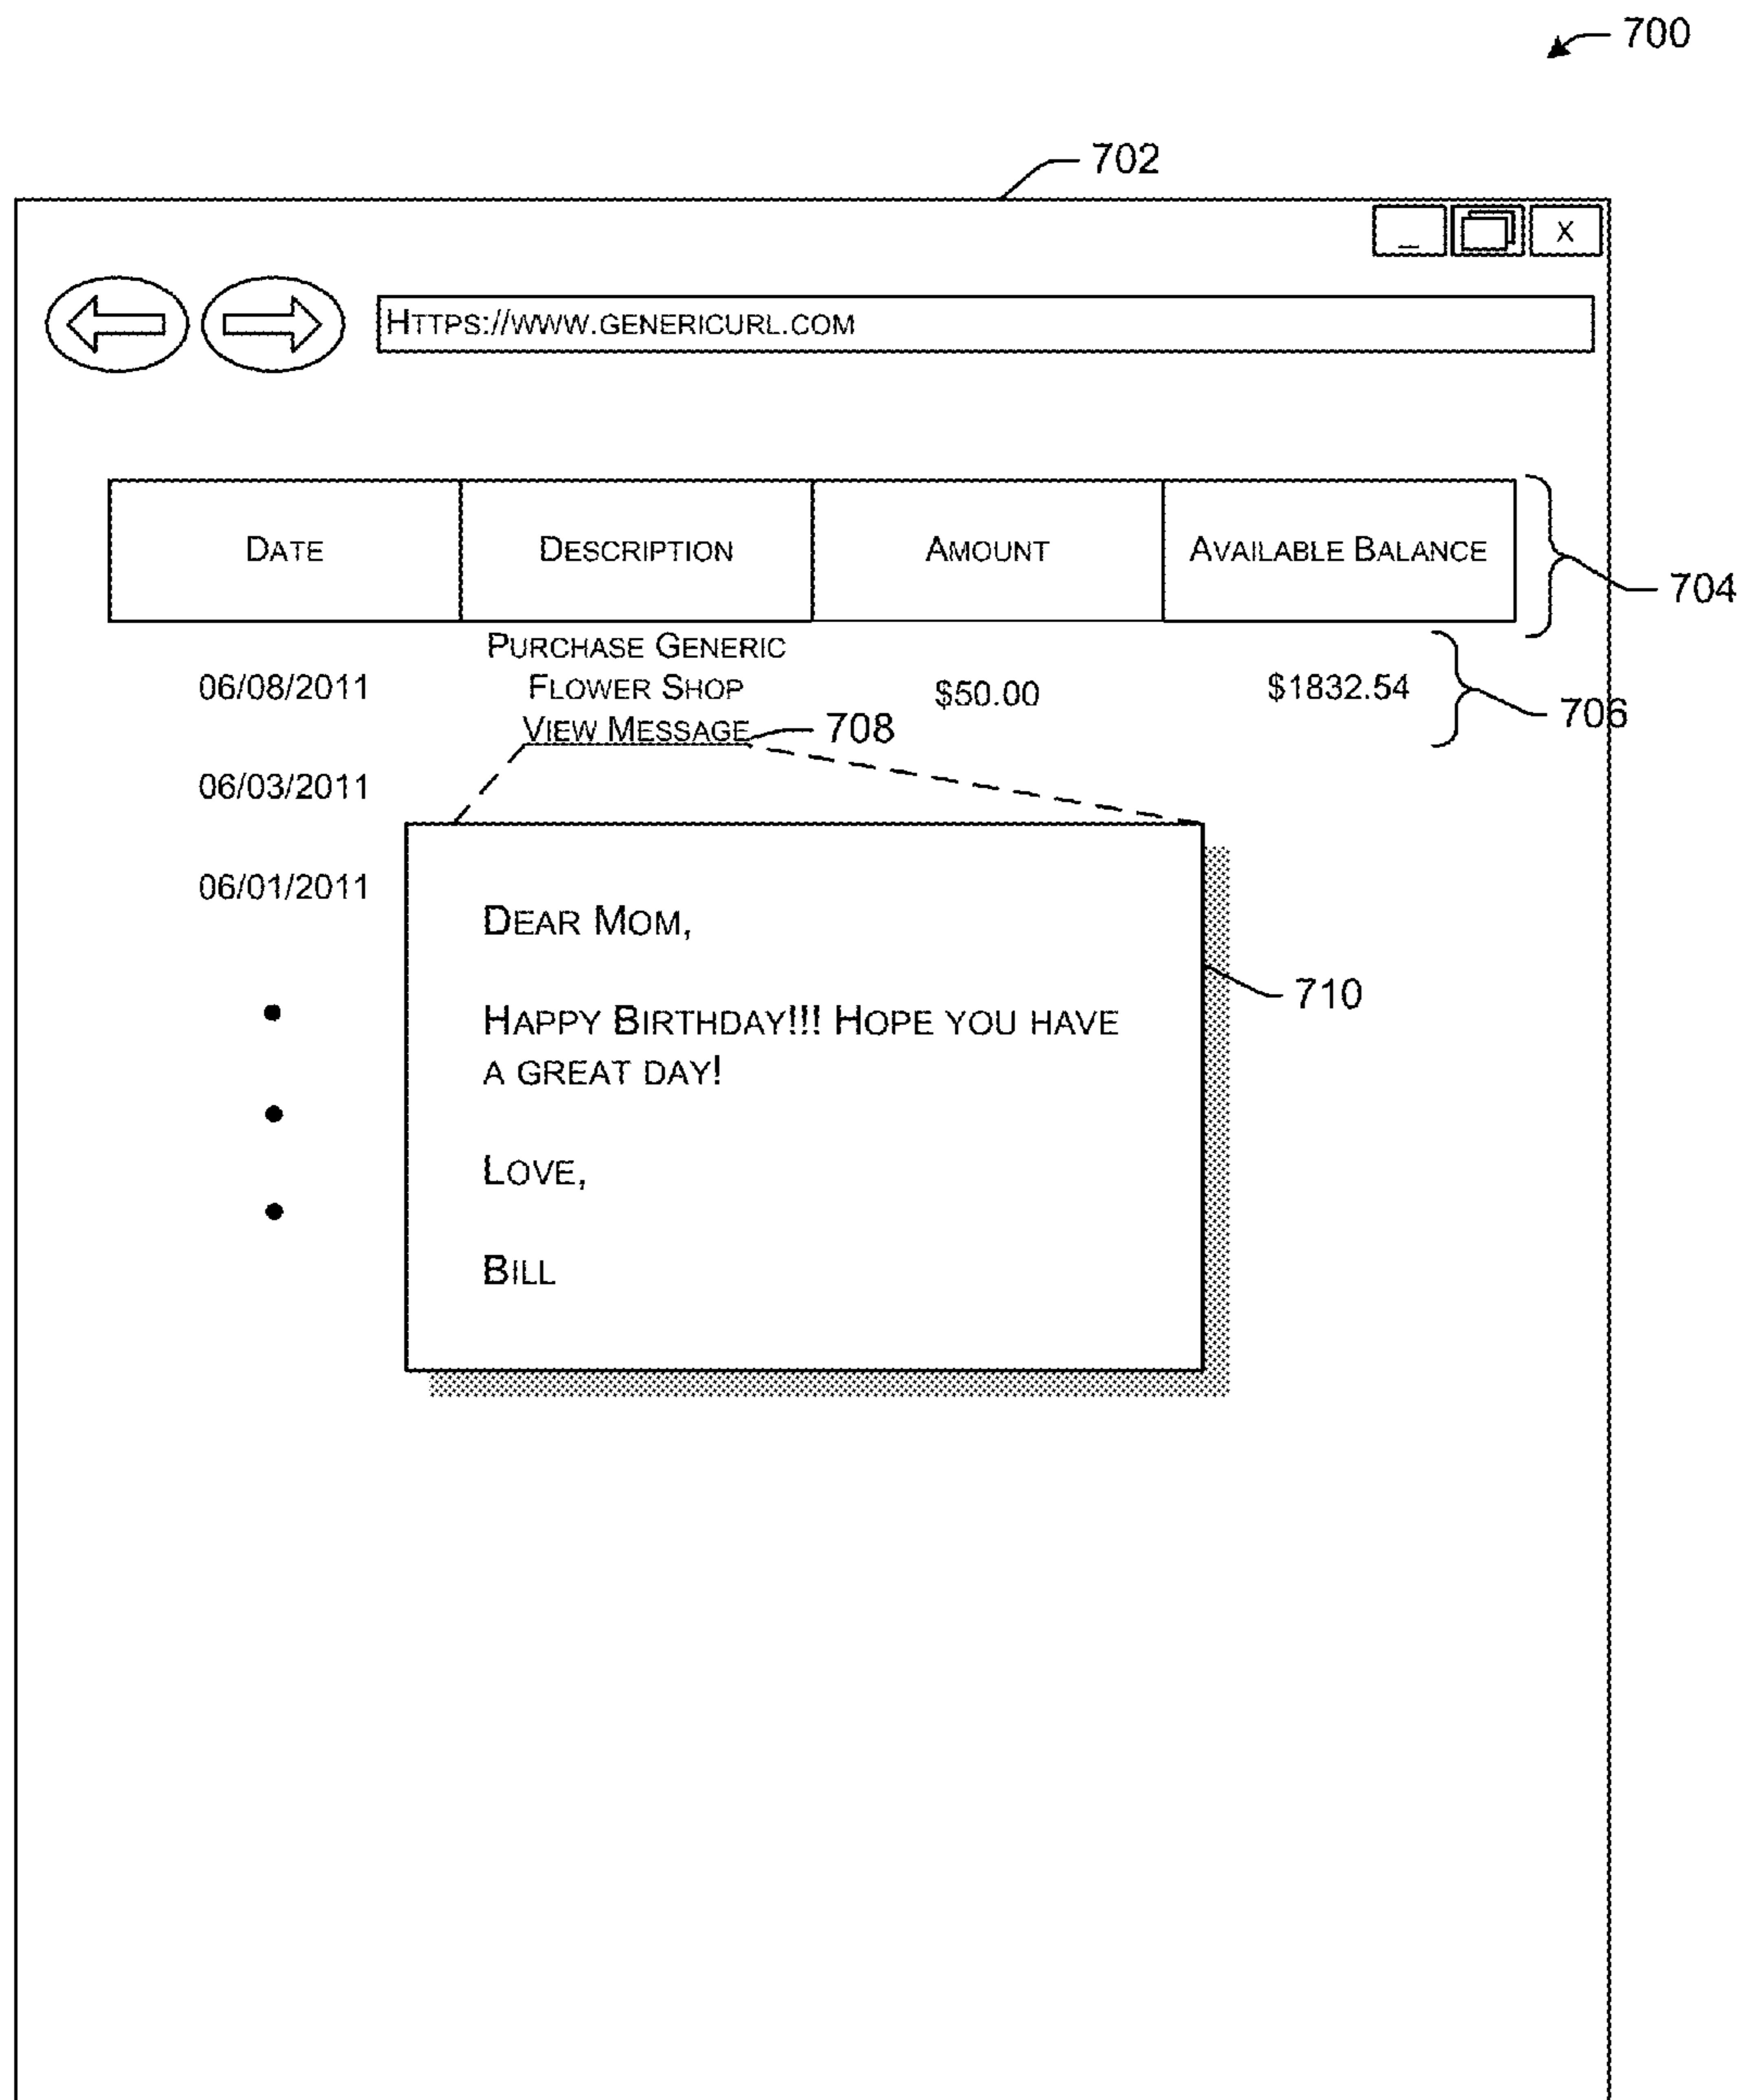 700
702
_ X
HTTPS://WWW.GENERICURL.COM
DATE DESCRIPTION AMOUNT AVAILABLE BALANCE
704
PURCHASE GENERIC
06/08/2011 FLOWER SHOP $50.00 $1832.54
706
VIEW MESSAGE 708
06/03/2011
06/01/2011
DEAR MOM,
710
HAPPY BIRTHDAY!!! HOPE YOU HAVE
A GREAT DAY!
LOVE,
BILL